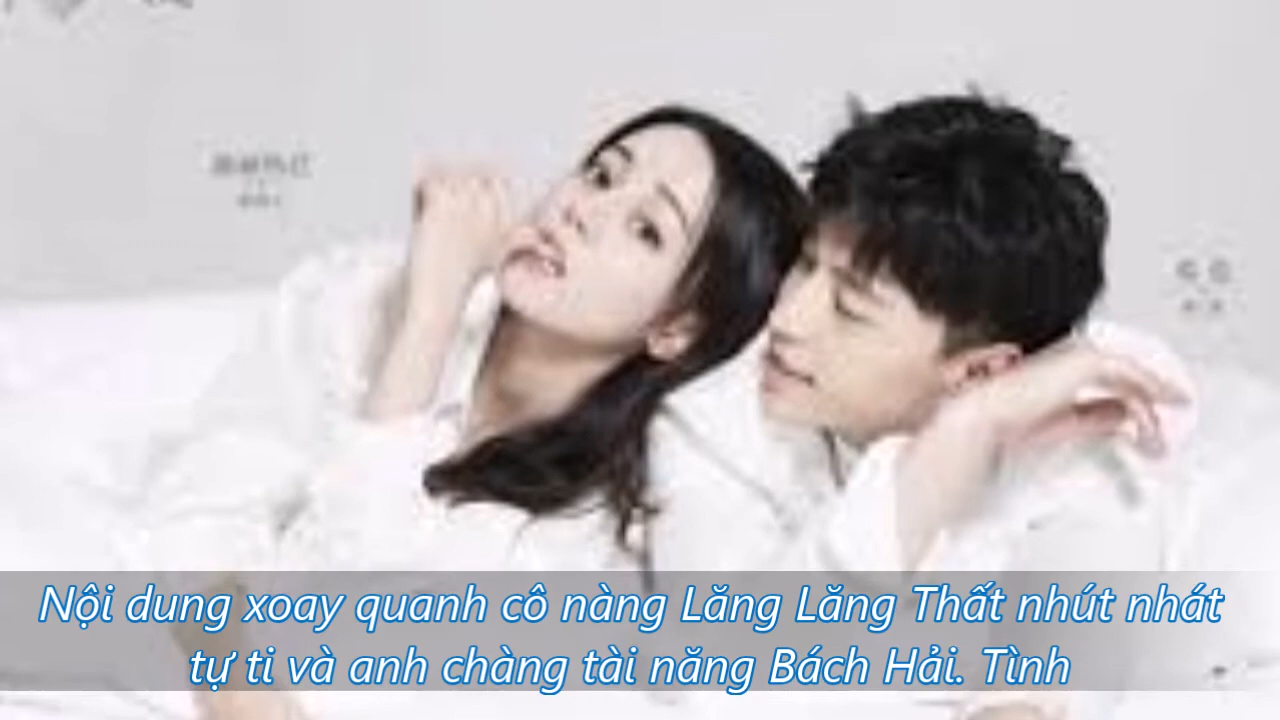 Nội dung xoay quanh cô nàng Lăng Lăng Thất nhút nhát
tự ti và anh chàng tài năng Bách Hải. Tình